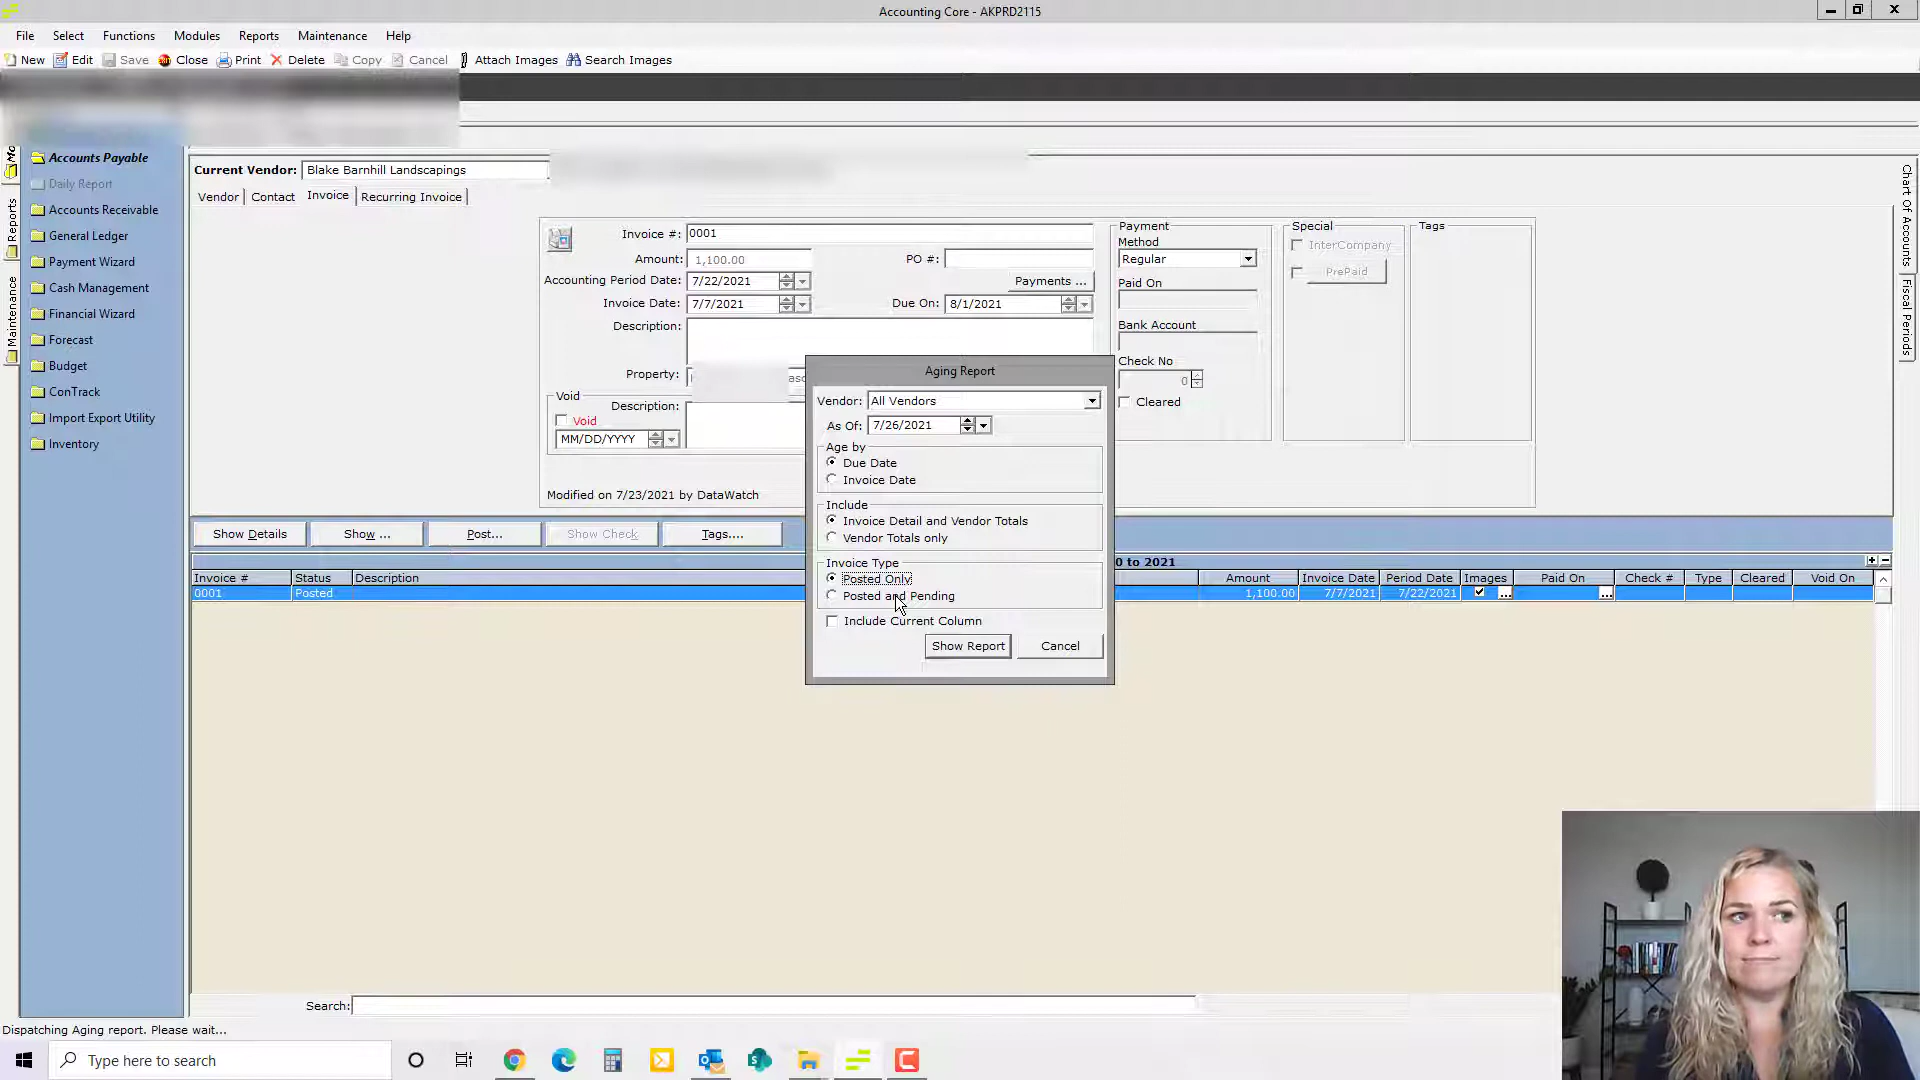 Accounting Core - AKPRD2115
File Select Functions Modules Reports Maintenance Help
New Edit Save Close Print Delete Copy Cancel Attach Images Search Images
Accounts Payable
Daily Report
Accounts Receivable
General Ledger
Payment Wizard
Cash Management
Financial Wizard
Forecast
Budget
ConTrack
Import Export Utility
Inventory
Reports
Maintenance
Current Vendor: Blake Barnhill Landscapings
Vendor Contact Invoice Recurring Invoice
Invoice #: 0001
Amount: 1,100.00 PO #:
Accounting Period Date: 7/22/2021 Payments ...
Invoice Date: 7/7/2021 Due On: 8/1/2021
Description:
Property:
Void
Description:
Void
MM/DD/YYYY
Modified on 7/23/2021 by DataWatch
Payment
Method
Regular
Paid On
Bank Account
Check No
0
Cleared
Special
InterCompany
PrePaid
Tags
Chart Of Accounts
Fiscal Periods
Aging Report
Vendor: All Vendors
As Of: 7/26/2021
Age by
Due Date
Invoice Date
Include
Invoice Detail and Vendor Totals
Vendor Totals only
Invoice Type
Posted Only
Posted and Pending
Include Current Column
Show Report Cancel
Show Details Show ... Post... Show Check Tags....
0 to 2021
Invoice # Status Description Amount Invoice Date Period Date Images Paid On Check # Type Cleared Void On
0001 Posted 1,100.00 7/7/2021 7/22/2021 ... ...
Search:
Dispatching Aging report. Please wait...
Type here to search